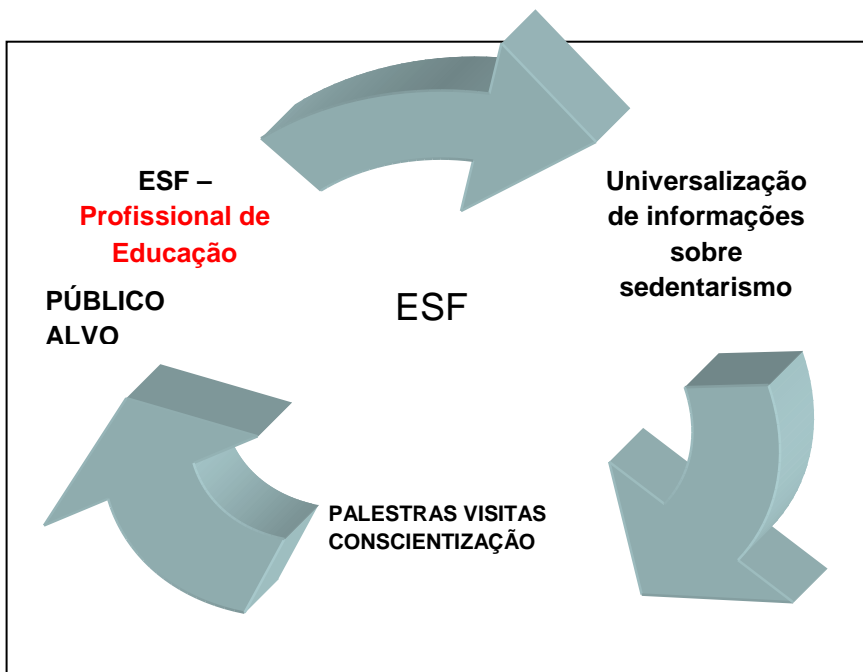 ESF –
Profissional de
Educação
PÚBLICO
ALVO
ESF
Universalização
de informações
sobre
sedentarismo
PALESTRAS VISITAS
CONSCIENTIZAÇÃO